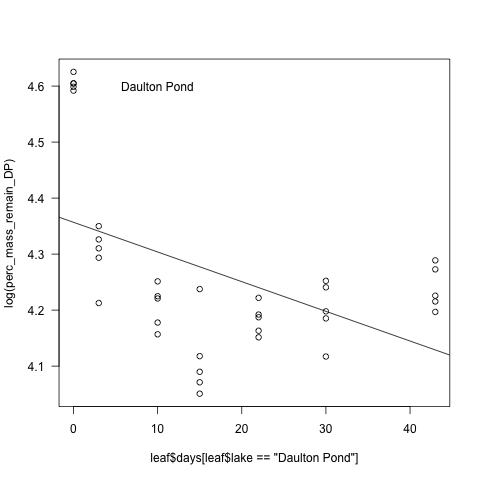 Daulton Pond
log(perc_mass_remain_DP)
4.6
4.5
4.4
4.3
4.2
4.1
0 10 20 30 40
leaf$days[leaf$lake == "Daulton Pond"]